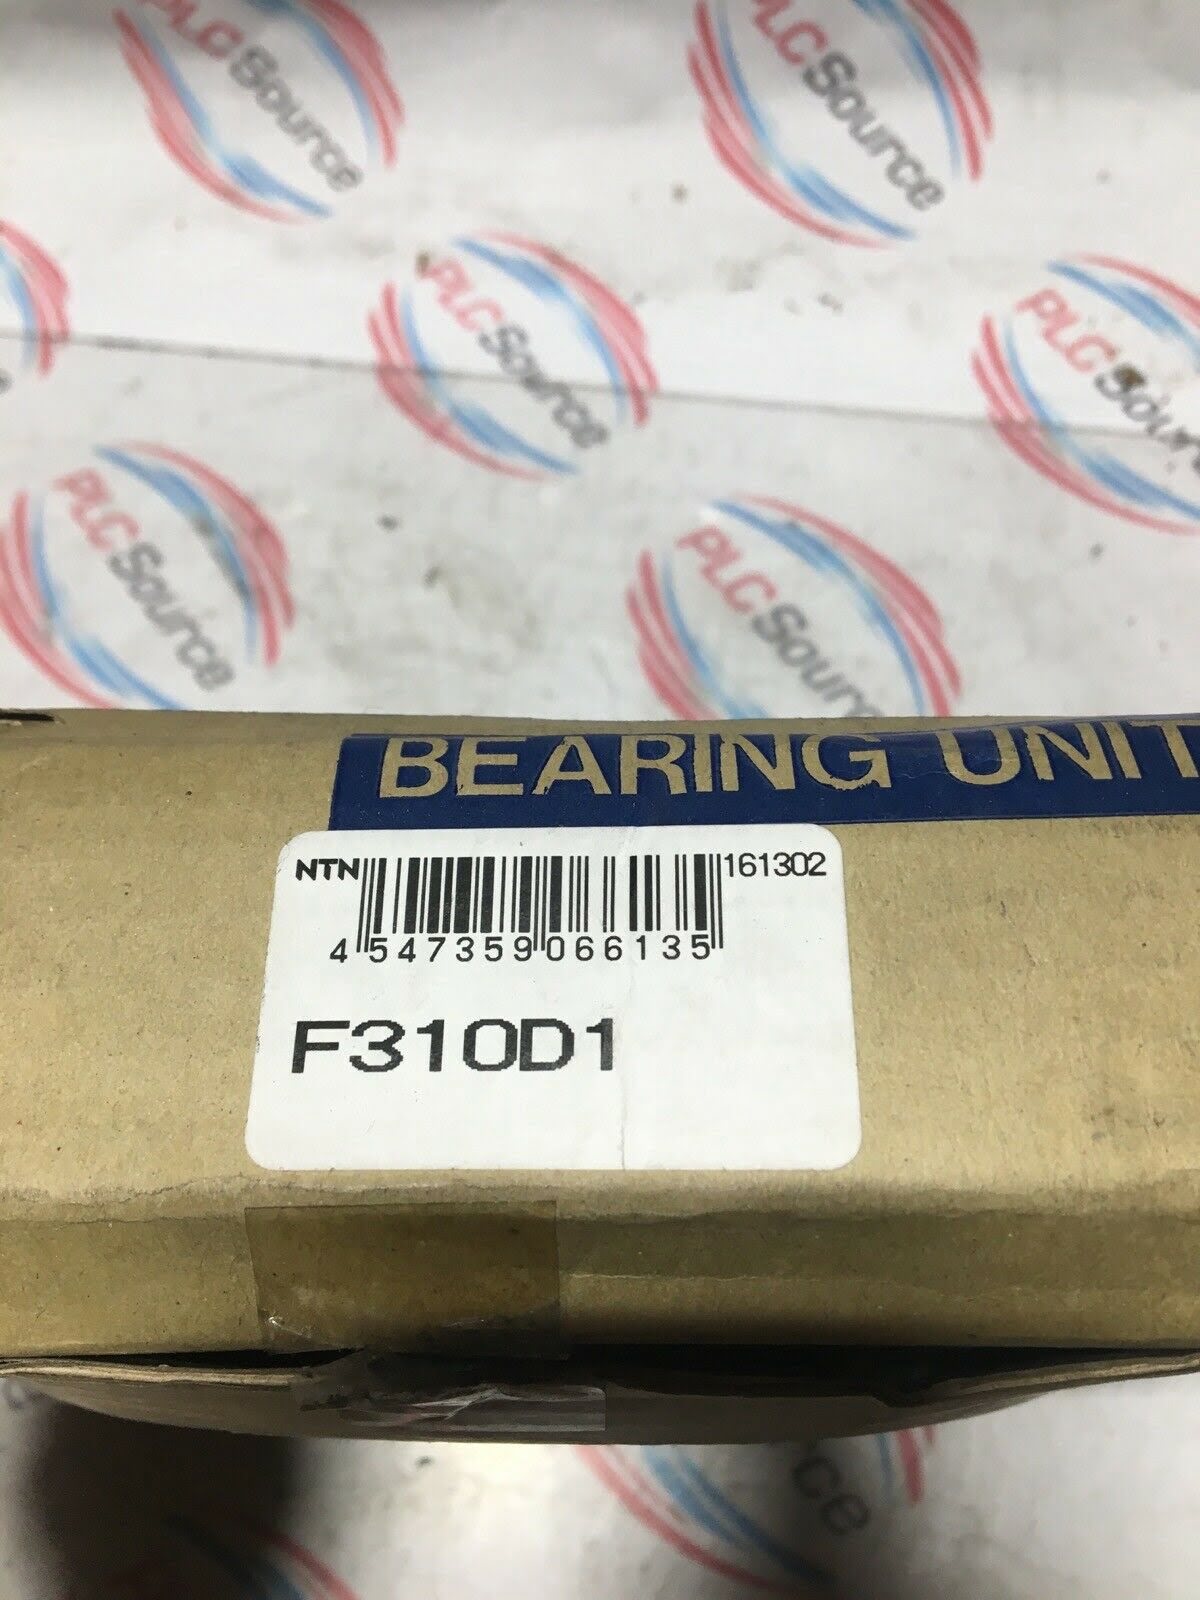 PLC Source
PLC Source
PLC Source
PLC Source
PLC Source
PLC Source
BEARING UNIT
NTN
161302
4 547359 066135
F310D1